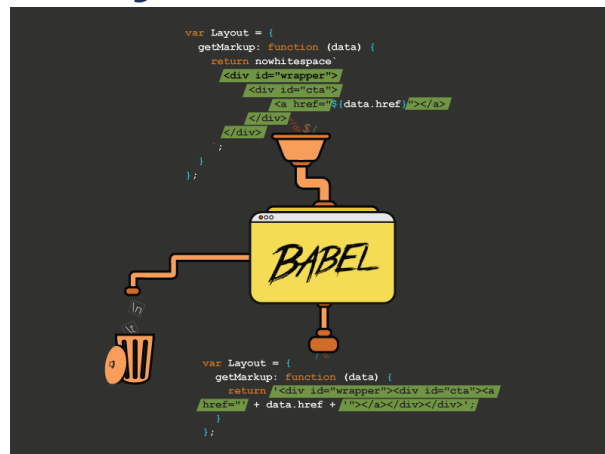 var Layout = {
getMarkup: function (data) {
return nowhitespace`
<div id="wrapper">
<div id="cta">
<a href="${data.href}"></a>
</div>
</div>
`;
}
};
BABEL
\n
\t
var Layout = {
getMarkup: function (data) {
return '<div id="wrapper"><div id="cta"><a
href="' + data.href + '"></a></div></div>';
}
};